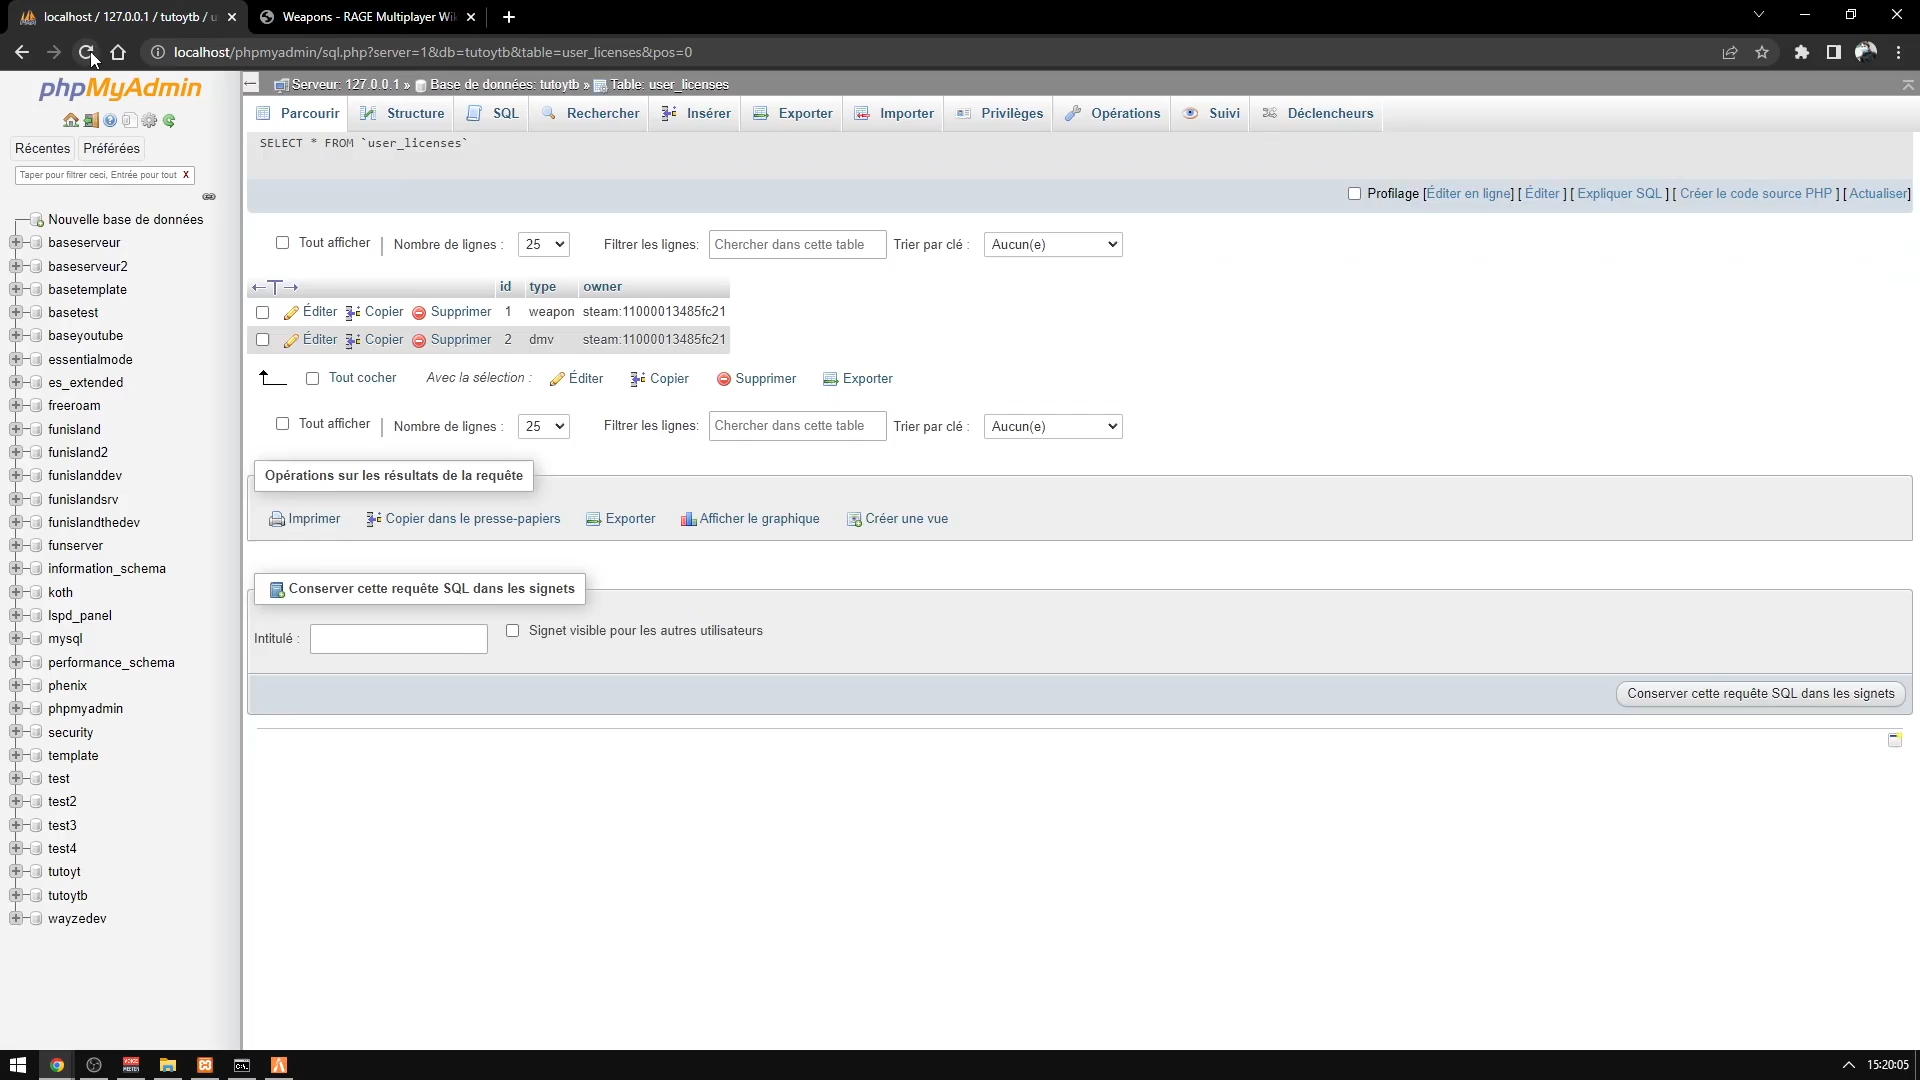 localhost / 127.0.0.1 / tutoytb / u
Weapons - RAGE Multiplayer Wik
localhost/phpmyadmin/sql.php?server=1&db=tutoytb&table=user_licenses&pos=0
phpMyAdmin
Récentes Préférées
Taper pour filtrer ceci, Entrée pour tout X
Nouvelle base de données
baseserveur
baseserveur2
basetemplate
basetest
baseyoutube
essentialmode
es_extended
freeroam
funisland
funisland2
funislanddev
funislandsrv
funislandthedev
funserver
information_schema
koth
lspd_panel
mysql
performance_schema
phenix
phpmyadmin
security
template
test
test2
test3
test4
tutoyt
tutoytb
wayzedev
Serveur: 127.0.0.1 » Base de données: tutoytb » Table: user_licenses
Parcourir Structure SQL Rechercher Insérer Exporter Importer Privilèges Opérations Suivi Déclencheurs
SELECT * FROM `user_licenses`
Profilage [Éditer en ligne] [ Éditer ] [ Expliquer SQL ] [ Créer le code source PHP ] [ Actualiser]
Tout afficher | Nombre de lignes : 25 Filtrer les lignes: Chercher dans cette table Trier par clé : Aucun(e)
←T→ id type owner
Éditer Copier Supprimer 1 weapon steam:11000013485fc21
Éditer Copier Supprimer 2 dmv steam:11000013485fc21
Tout cocher Avec la sélection : Éditer Copier Supprimer Exporter
Tout afficher | Nombre de lignes : 25 Filtrer les lignes: Chercher dans cette table Trier par clé : Aucun(e)
Opérations sur les résultats de la requête
Imprimer Copier dans le presse-papiers Exporter Afficher le graphique Créer une vue
Conserver cette requête SQL dans les signets
Intitulé : Signet visible pour les autres utilisateurs
Conserver cette requête SQL dans les signets
15:20:05